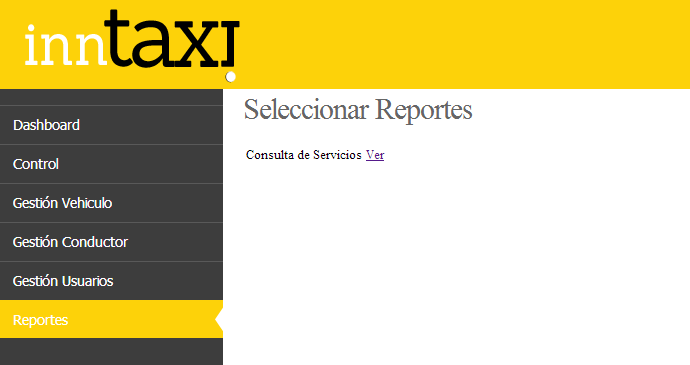 inntaxi
Seleccionar Reportes
Dashboard
Consulta de Servicios Ver
Control
Gestión Vehiculo
Gestión Conductor
Gestión Usuarios
Reportes